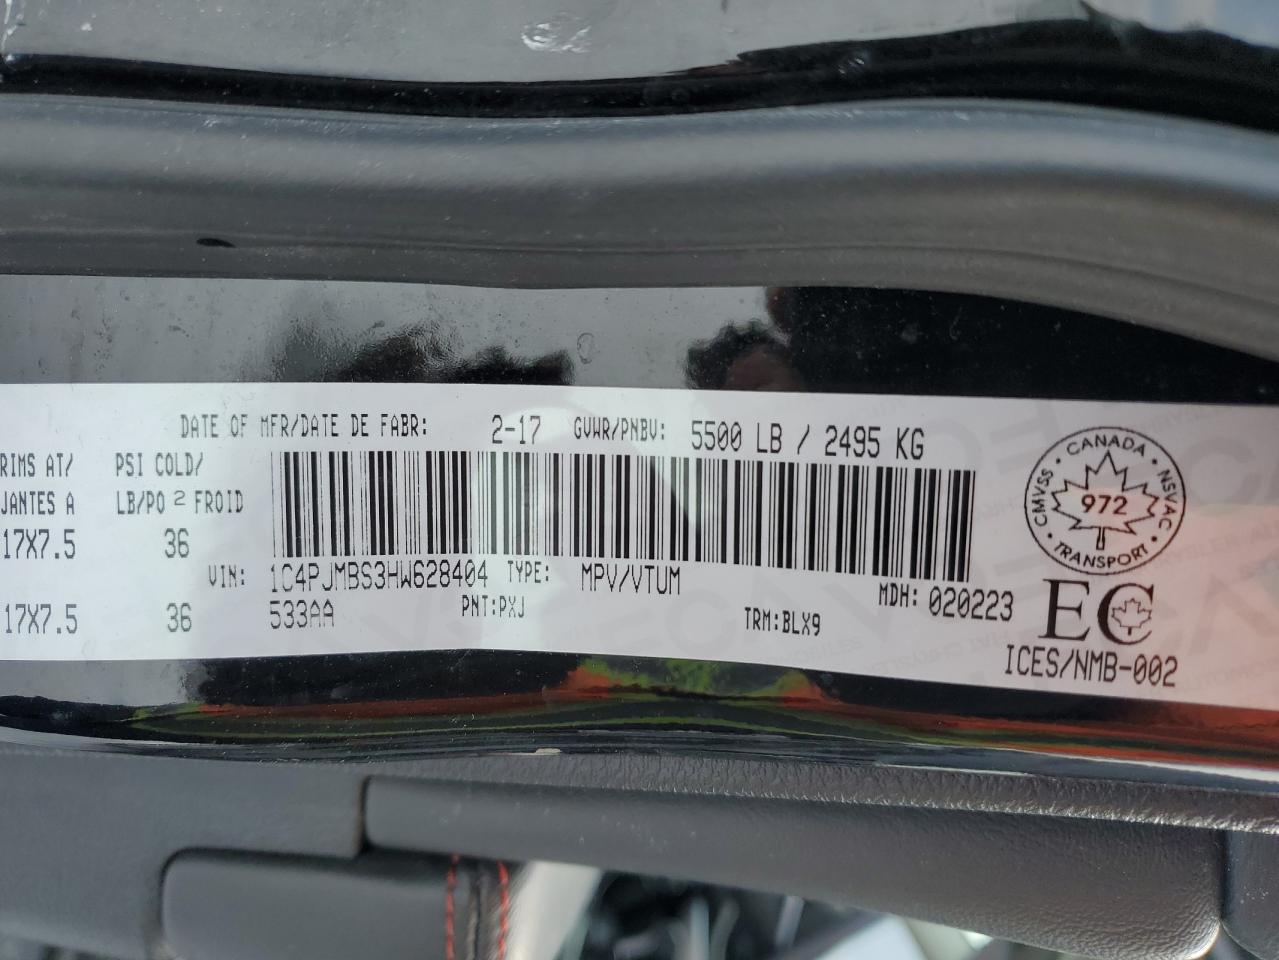 DATE OF MFR/DATE DE FABR: 2-17 GVWR/PNBV: 5500 LB / 2495 KG
RIMS AT/ PSI COLD/
JANTES A LB/PO 2 FROID
17X7.5 36
VIN: 1C4PJMBS3HW628404 TYPE: MPV/VTUM MDH: 020223
17X7.5 36 533AA PNT:PXJ TRM:BLX9
CANADA
CMVSS NSVAC
972
TRANSPORT
EC
ICES/NMB-002